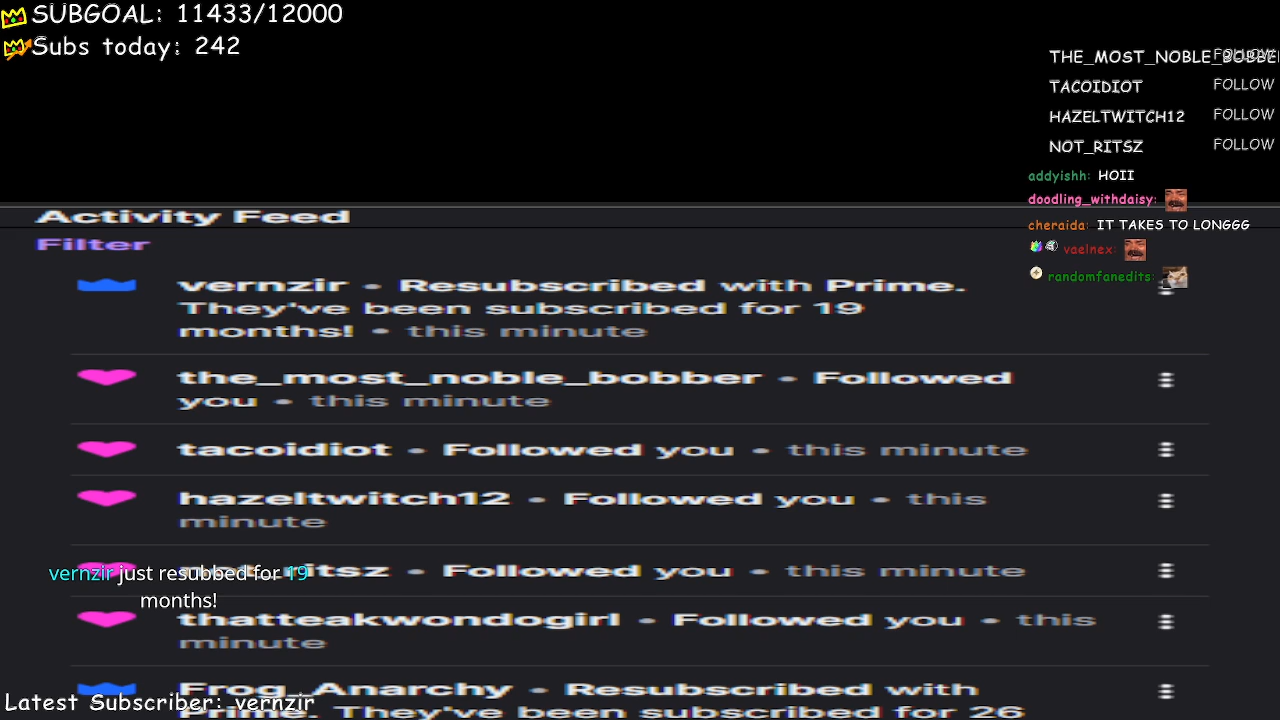 SUBGOAL: 11433/12000
Subs today: 242
THE_MOST_NOBLE_BOBBE
FOLLOW
TACOIDIOT FOLLOW
HAZELTWITCH12 FOLLOW
NOT_RITSZ FOLLOW
addyishh: HOII
doodling_withdaisy:
cheraida: IT TAKES TO LONGGG
vaelnex:
randomfanedits:
Activity Feed
Filter
vernzir • Resubscribed with Prime.
They've been subscribed for 19
months! • this minute
the_most_noble_bobber • Followed
you • this minute
tacoidiot • Followed you • this minute
hazeltwitch12 • Followed you • this
minute
ritsz • Followed you • this minute
vernzir just resubbed for 19
months!
thatteakwondogirl • Followed you • this
minute
Frog_Anarchy • Resubscribed with
Prime. They've been subscribed for 26
Latest Subscriber: vernzir